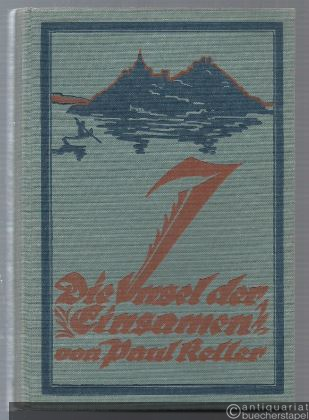 Die Insel der
Einsamen
von Paul Keller
antiquariat
buecherstapel